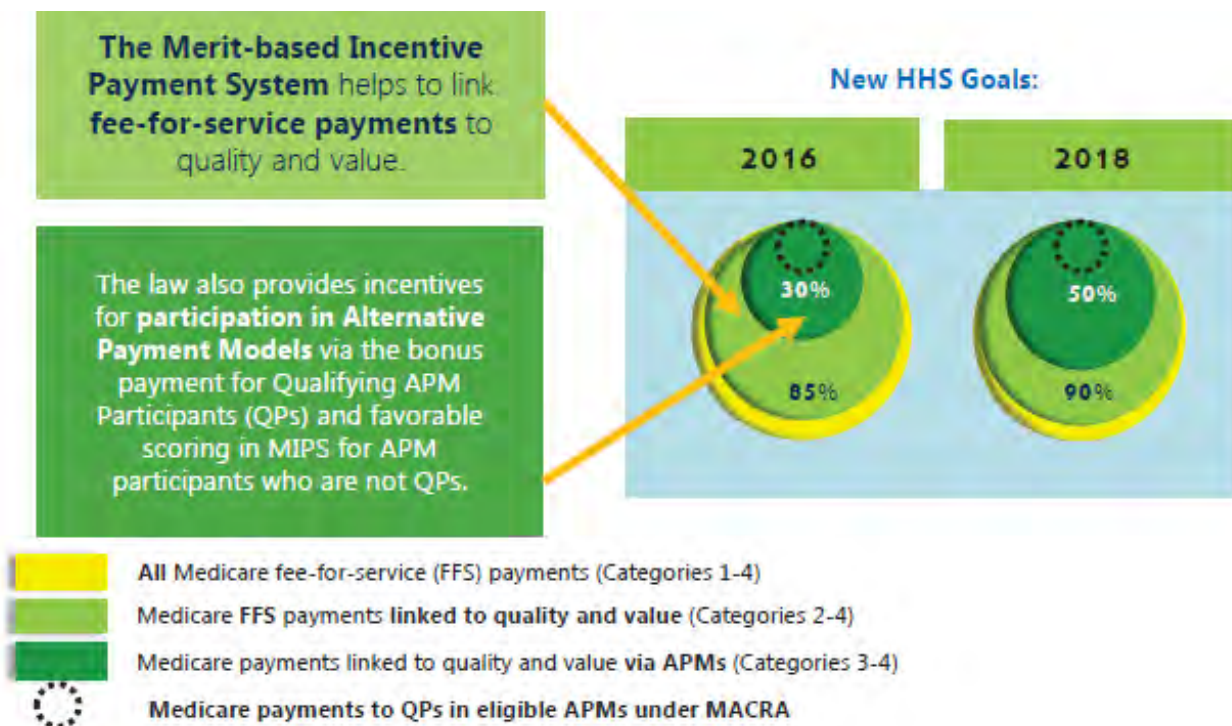 The Merit-based Incentive
Payment System helps to link
fee-for-service payments to
quality and value.
The law also provides incentives
for participation in Alternative
Payment Models via the bonus
payment for Qualifying APM
Participants (QPs) and favorable
scoring in MIPS for APM
participants who are not QPs.
New HHS Goals:
2016
2018
30%
85%
50%
90%
All Medicare fee-for-service (FFS) payments (Categories 1-4)
Medicare FFS payments linked to quality and value (Categories 2-4)
Medicare payments linked to quality and value via APMs (Categories 3-4)
Medicare payments to QPs in eligible APMs under MACRA